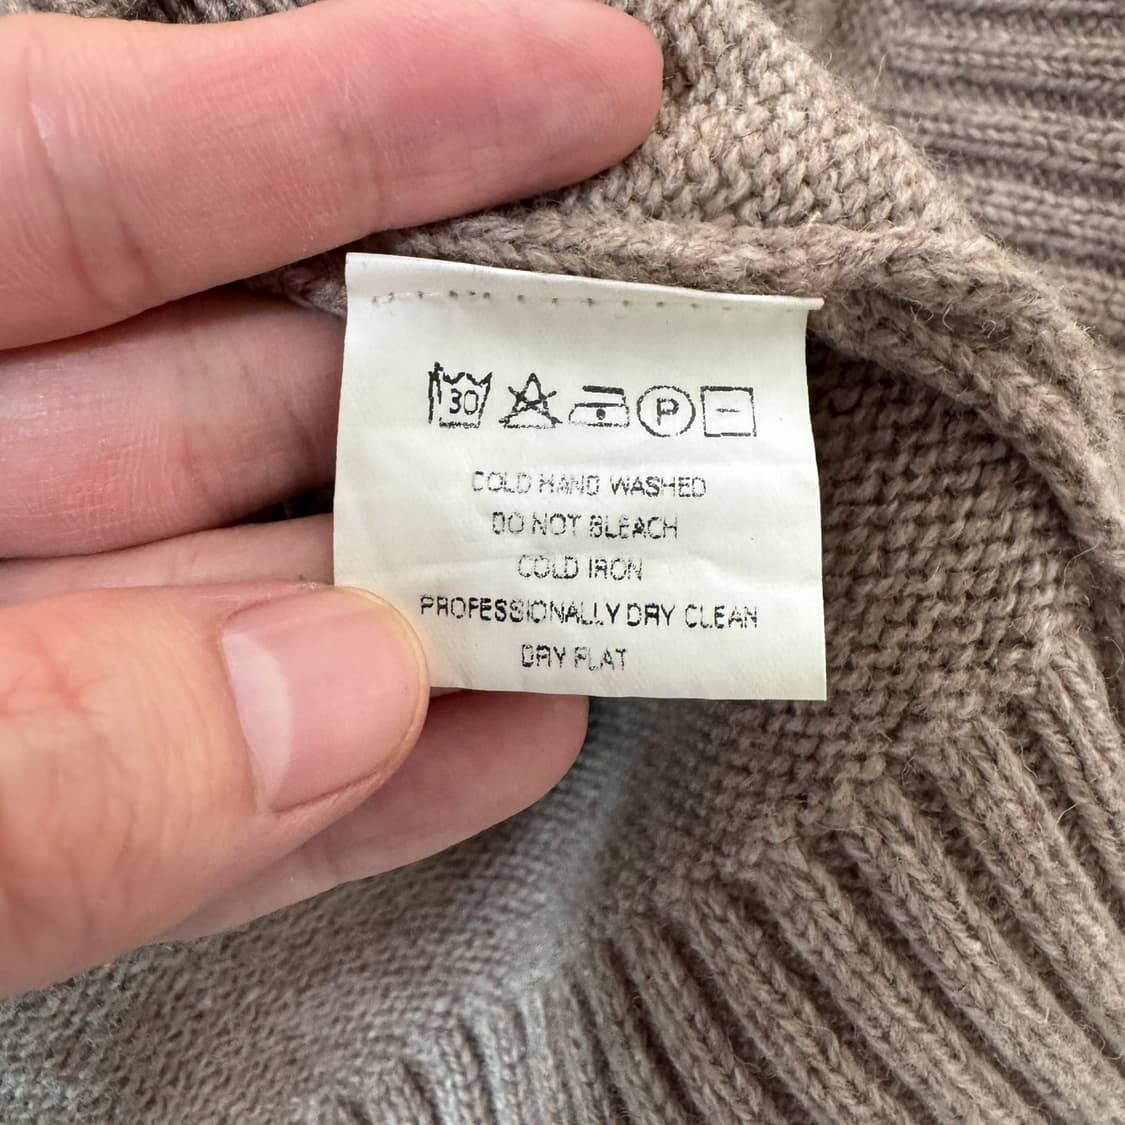 30 P
COLD HAND WASHED
DO NOT BLEACH
COLD IRON
PROFESSIONALLY DRY CLEAN
DRY FLAT